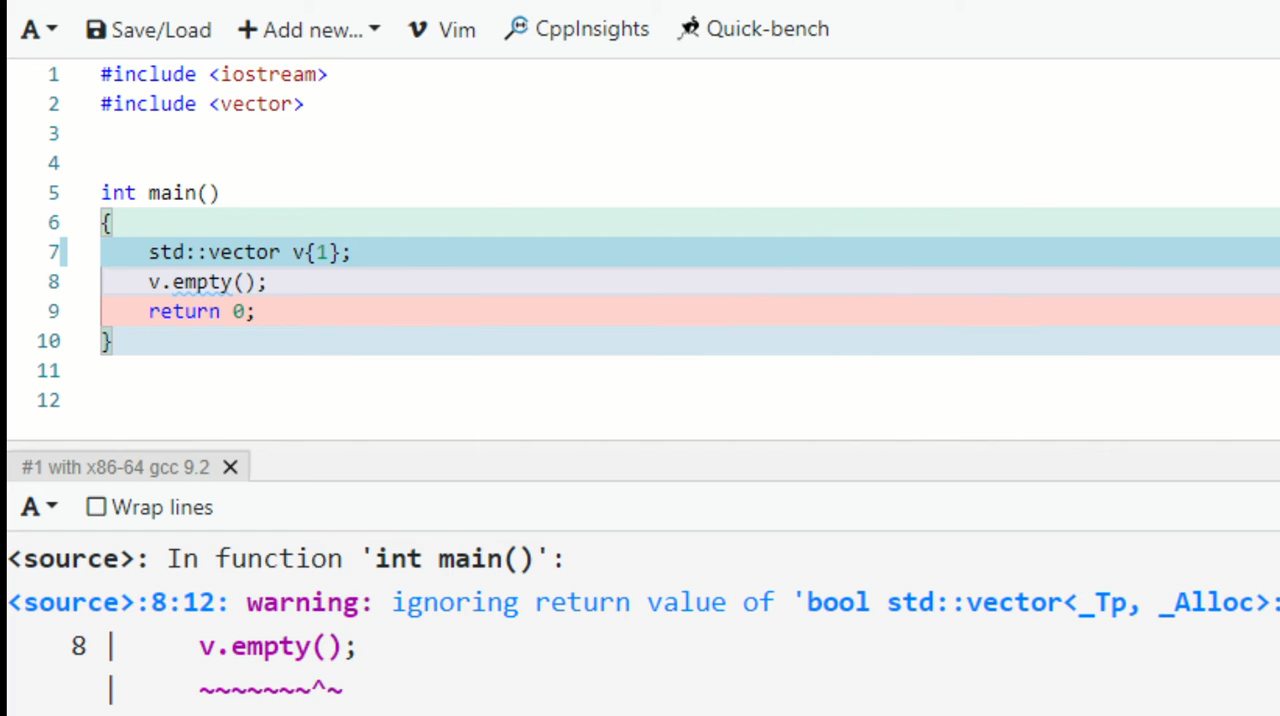 A Save/Load Add new... Vim CppInsights Quick-bench
1 #include <iostream>
2 #include <vector>
3
4
5 int main()
6 {
7 std::vector v{1};
8 v.empty();
9 return 0;
10 }
11
12
#1 with x86-64 gcc 9.2
A Wrap lines
<source>: In function 'int main()':
<source>:8:12: warning: ignoring return value of 'bool std::vector<_Tp, _Alloc>:
8 | v.empty();
| ~~~~~~~^~